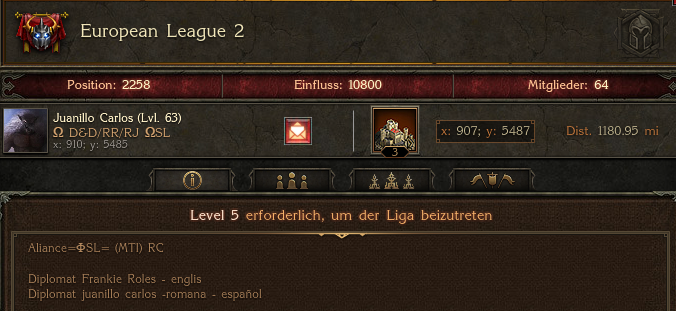 European League 2
Position: 2258 Einfluss: 10800 Mitglieder: 64
Juanillo Carlos (Lvl. 63)
Ω D&D/RR/RJ ΩSL
x: 910; y: 5485
3
x: 907; y: 5487
Dist. 1180.95 mi
Level 5 erforderlich, um der Liga beizutreten
Aliance=ΦSL= (MTI) RC
Diplomat Frankie Roles - englis
Diplomat juanillo carlos -romana - español